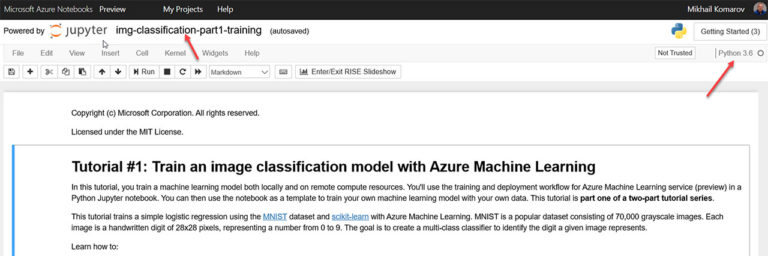 Microsoft Azure Notebooks Preview My Projects Help Mikhail Komarov
Powered by jupyter img-classification-part1-training (autosaved) Getting Started (3)
File Edit View Insert Cell Kernel Widgets Help Not Trusted Python 3.6
Run Markdown Enter/Exit RISE Slideshow
Copyright (c) Microsoft Corporation. All rights reserved.
Licensed under the MIT License.
Tutorial #1: Train an image classification model with Azure Machine Learning
In this tutorial, you train a machine learning model both locally and on remote compute resources. You'll use the training and deployment workflow for Azure Machine Learning service (preview) in a
Python Jupyter notebook. You can then use the notebook as a template to train your own machine learning model with your own data. This tutorial is part one of a two-part tutorial series.
This tutorial trains a simple logistic regression using the MNIST dataset and scikit-learn with Azure Machine Learning. MNIST is a popular dataset consisting of 70,000 grayscale images. Each
image is a handwritten digit of 28x28 pixels, representing a number from 0 to 9. The goal is to create a multi-class classifier to identify the digit a given image represents.
Learn how to: